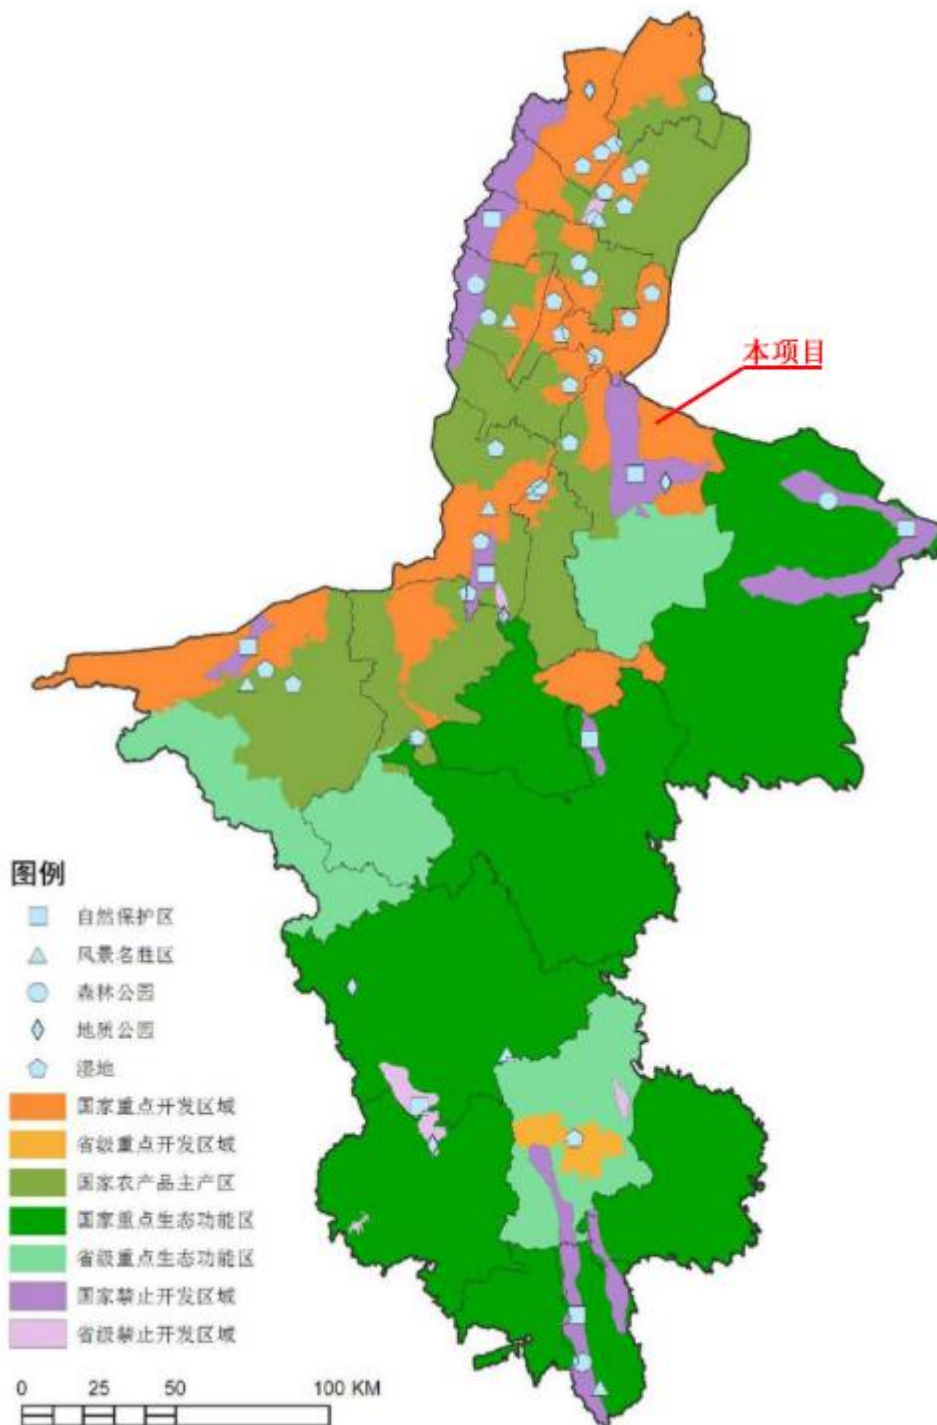 本项目
图例
自然保护区
风景名胜区
森林公园
地质公园
湿地
国家重点开发区域
省级重点开发区域
国家农产品主产区
国家重点生态功能区
省级重点生态功能区
国家禁止开发区域
省级禁止开发区域
0 25 50 100 KM